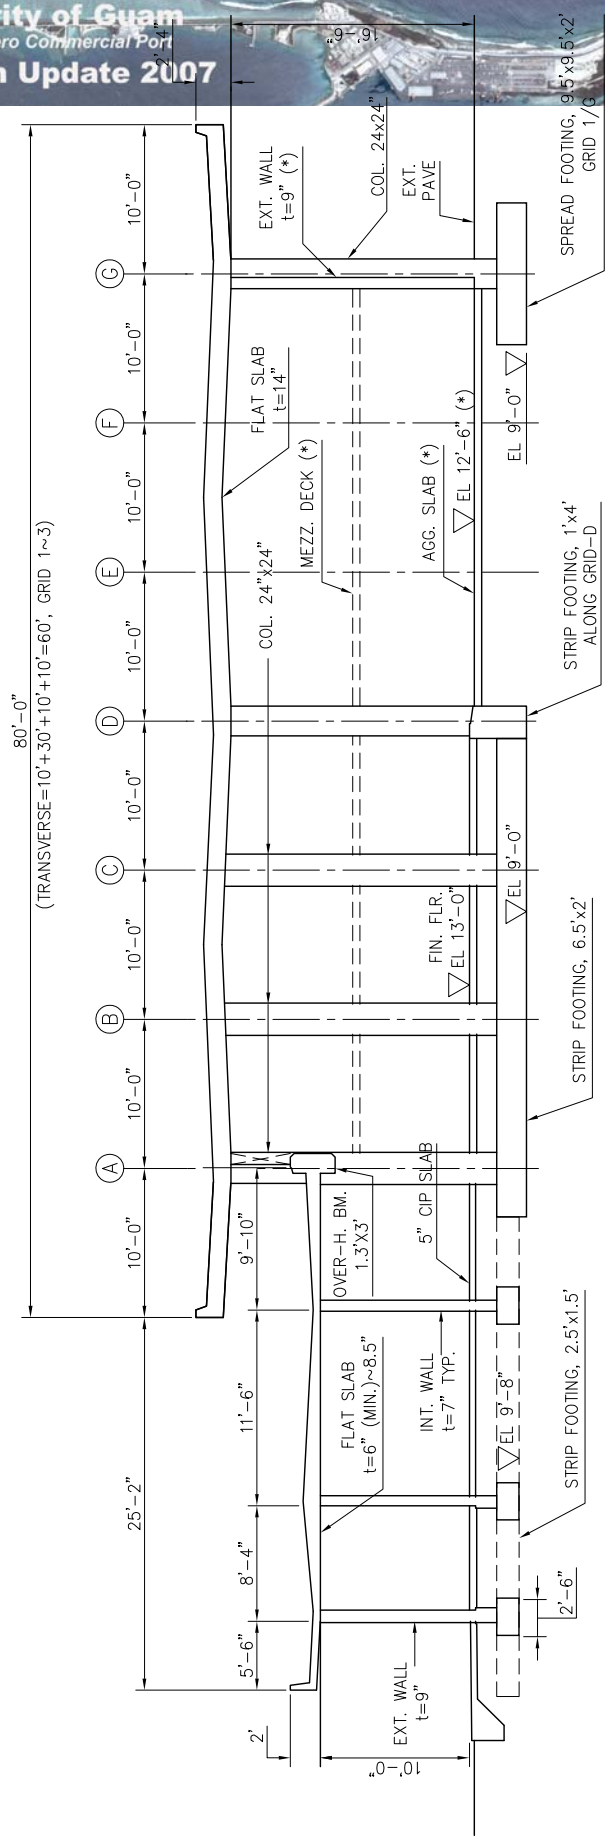 ity of Guam
ero Commercial Port
n Update 2007
80'-0"
(TRANSVERSE=10'+30'+10'+10'=60', GRID 1~3)
25'-2"
10'-0"
10'-0"
10'-0"
10'-0"
10'-0"
10'-0"
10'-0"
10'-0"
A
B
C
D
E
F
G
2'-4"
16'-6"
5'-6"
8'-4"
11'-6"
9'-10"
2'
10'-0"
FLAT SLAB
t=6" (MIN.)~8.5"
OVER-H. BM.
1.3'X3'
COL. 24"x24"
FLAT SLAB
t=14"
EXT. WALL
t=9" (*)
COL. 24x24"
MEZZ. DECK (*)
EXT. WALL
t=9"
INT. WALL
t=7" TYP.
5" CIP SLAB
FIN. FLR.
EL 13'-0"
AGG. SLAB (*)
EL 12'-6" (*)
EXT.
PAVE
EL 9'-8"
EL 9'-0"
EL 9'-0"
2'-6"
STRIP FOOTING, 2.5'x1.5'
STRIP FOOTING, 6.5'x2'
STRIP FOOTING, 1'x4'
ALONG GRID-D
SPREAD FOOTING, 9.5'x9.5'x2'
GRID 1/G